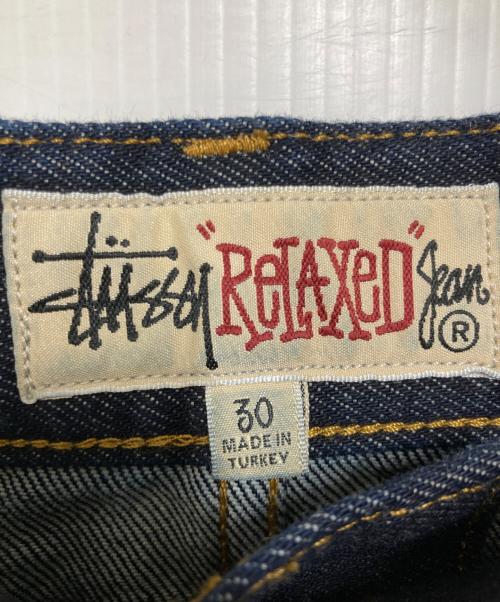 Stüssy "ReLAXeD" Jean ®
30
MADE IN
TURKEY